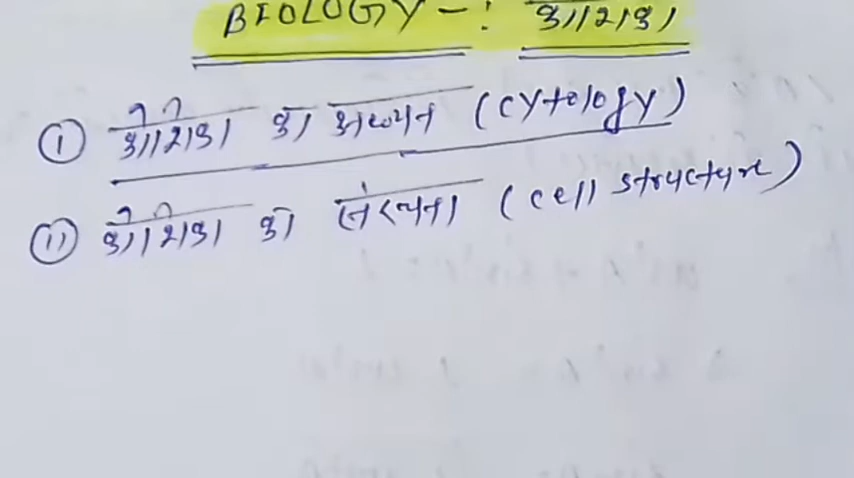 BIOLOGY -: कोशिका
(i) कोशिका का अध्ययन (cytology)
(ii) कोशिका की संरचना (cell structure)